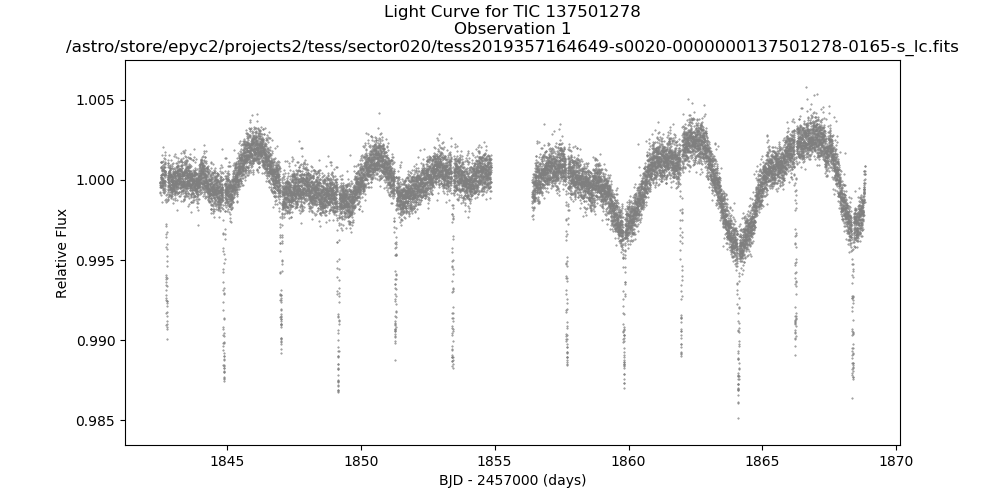 Light Curve for TIC 137501278
Observation 1
/astro/store/epyc2/projects2/tess/sector020/tess2019357164649-s0020-0000000137501278-0165-s_lc.fits
1.005
1.000
0.995
0.990
0.985
Relative Flux
1845
1850
1855
1860
1865
1870
BJD - 2457000 (days)